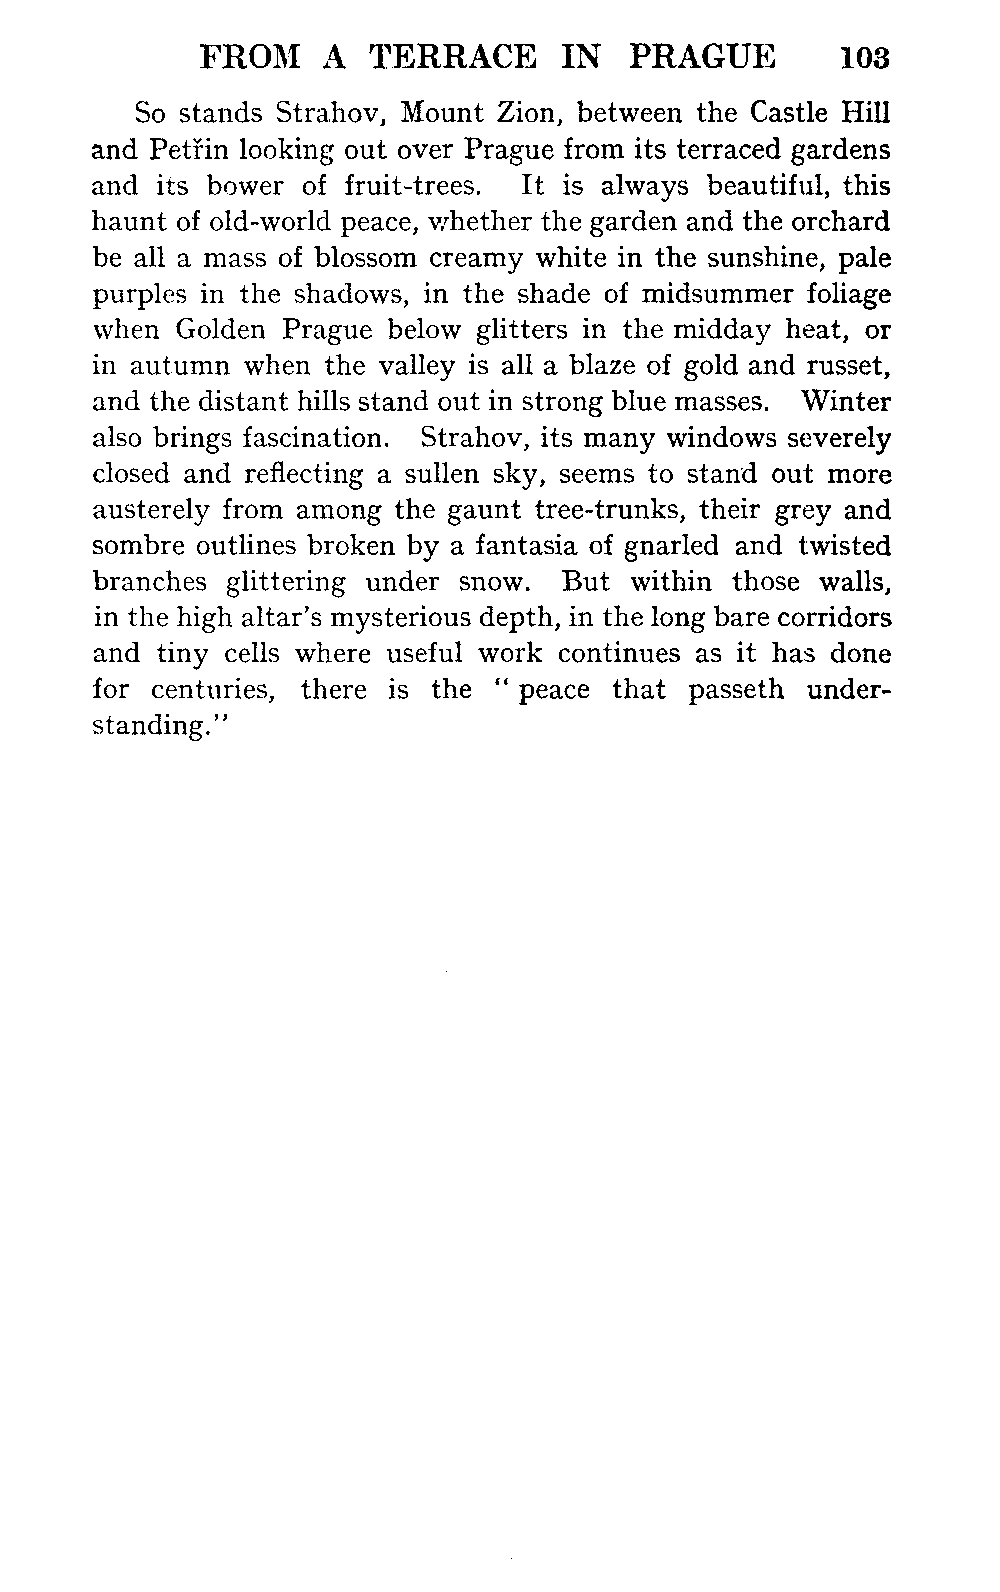 FROM A TERRACE IN PRAGUE 103
So stands Strahov, Mount Zion, between the Castle Hill
and Petřin looking out over Prague from its terraced gardens
and its bower of fruit-trees. It is always beautiful, this
haunt of old-world peace, whether the garden and the orchard
be all a mass of blossom creamy white in the sunshine, pale
purples in the shadows, in the shade of midsummer foliage
when Golden Prague below glitters in the midday heat, or
in autumn when the valley is all a blaze of gold and russet,
and the distant hills stand out in strong blue masses. Winter
also brings fascination. Strahov, its many windows severely
closed and reflecting a sullen sky, seems to stand out more
austerely from among the gaunt tree-trunks, their grey and
sombre outlines broken by a fantasia of gnarled and twisted
branches glittering under snow. But within those walls,
in the high altar's mysterious depth, in the long bare corridors
and tiny cells where useful work continues as it has done
for centuries, there is the " peace that passeth under-
standing."